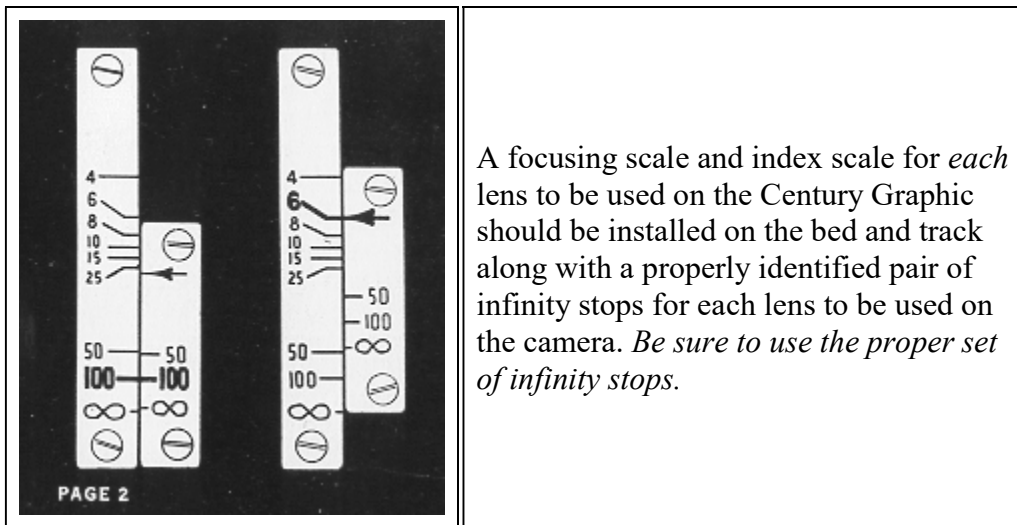 4
6
8
10
15
25
50 50
100 100
∞ ∞
4
6
8
10
15
25
50
100
∞
50
100
∞
PAGE 2
A focusing scale and index scale for each
lens to be used on the Century Graphic
should be installed on the bed and track
along with a properly identified pair of
infinity stops for each lens to be used on
the camera. Be sure to use the proper set
of infinity stops.